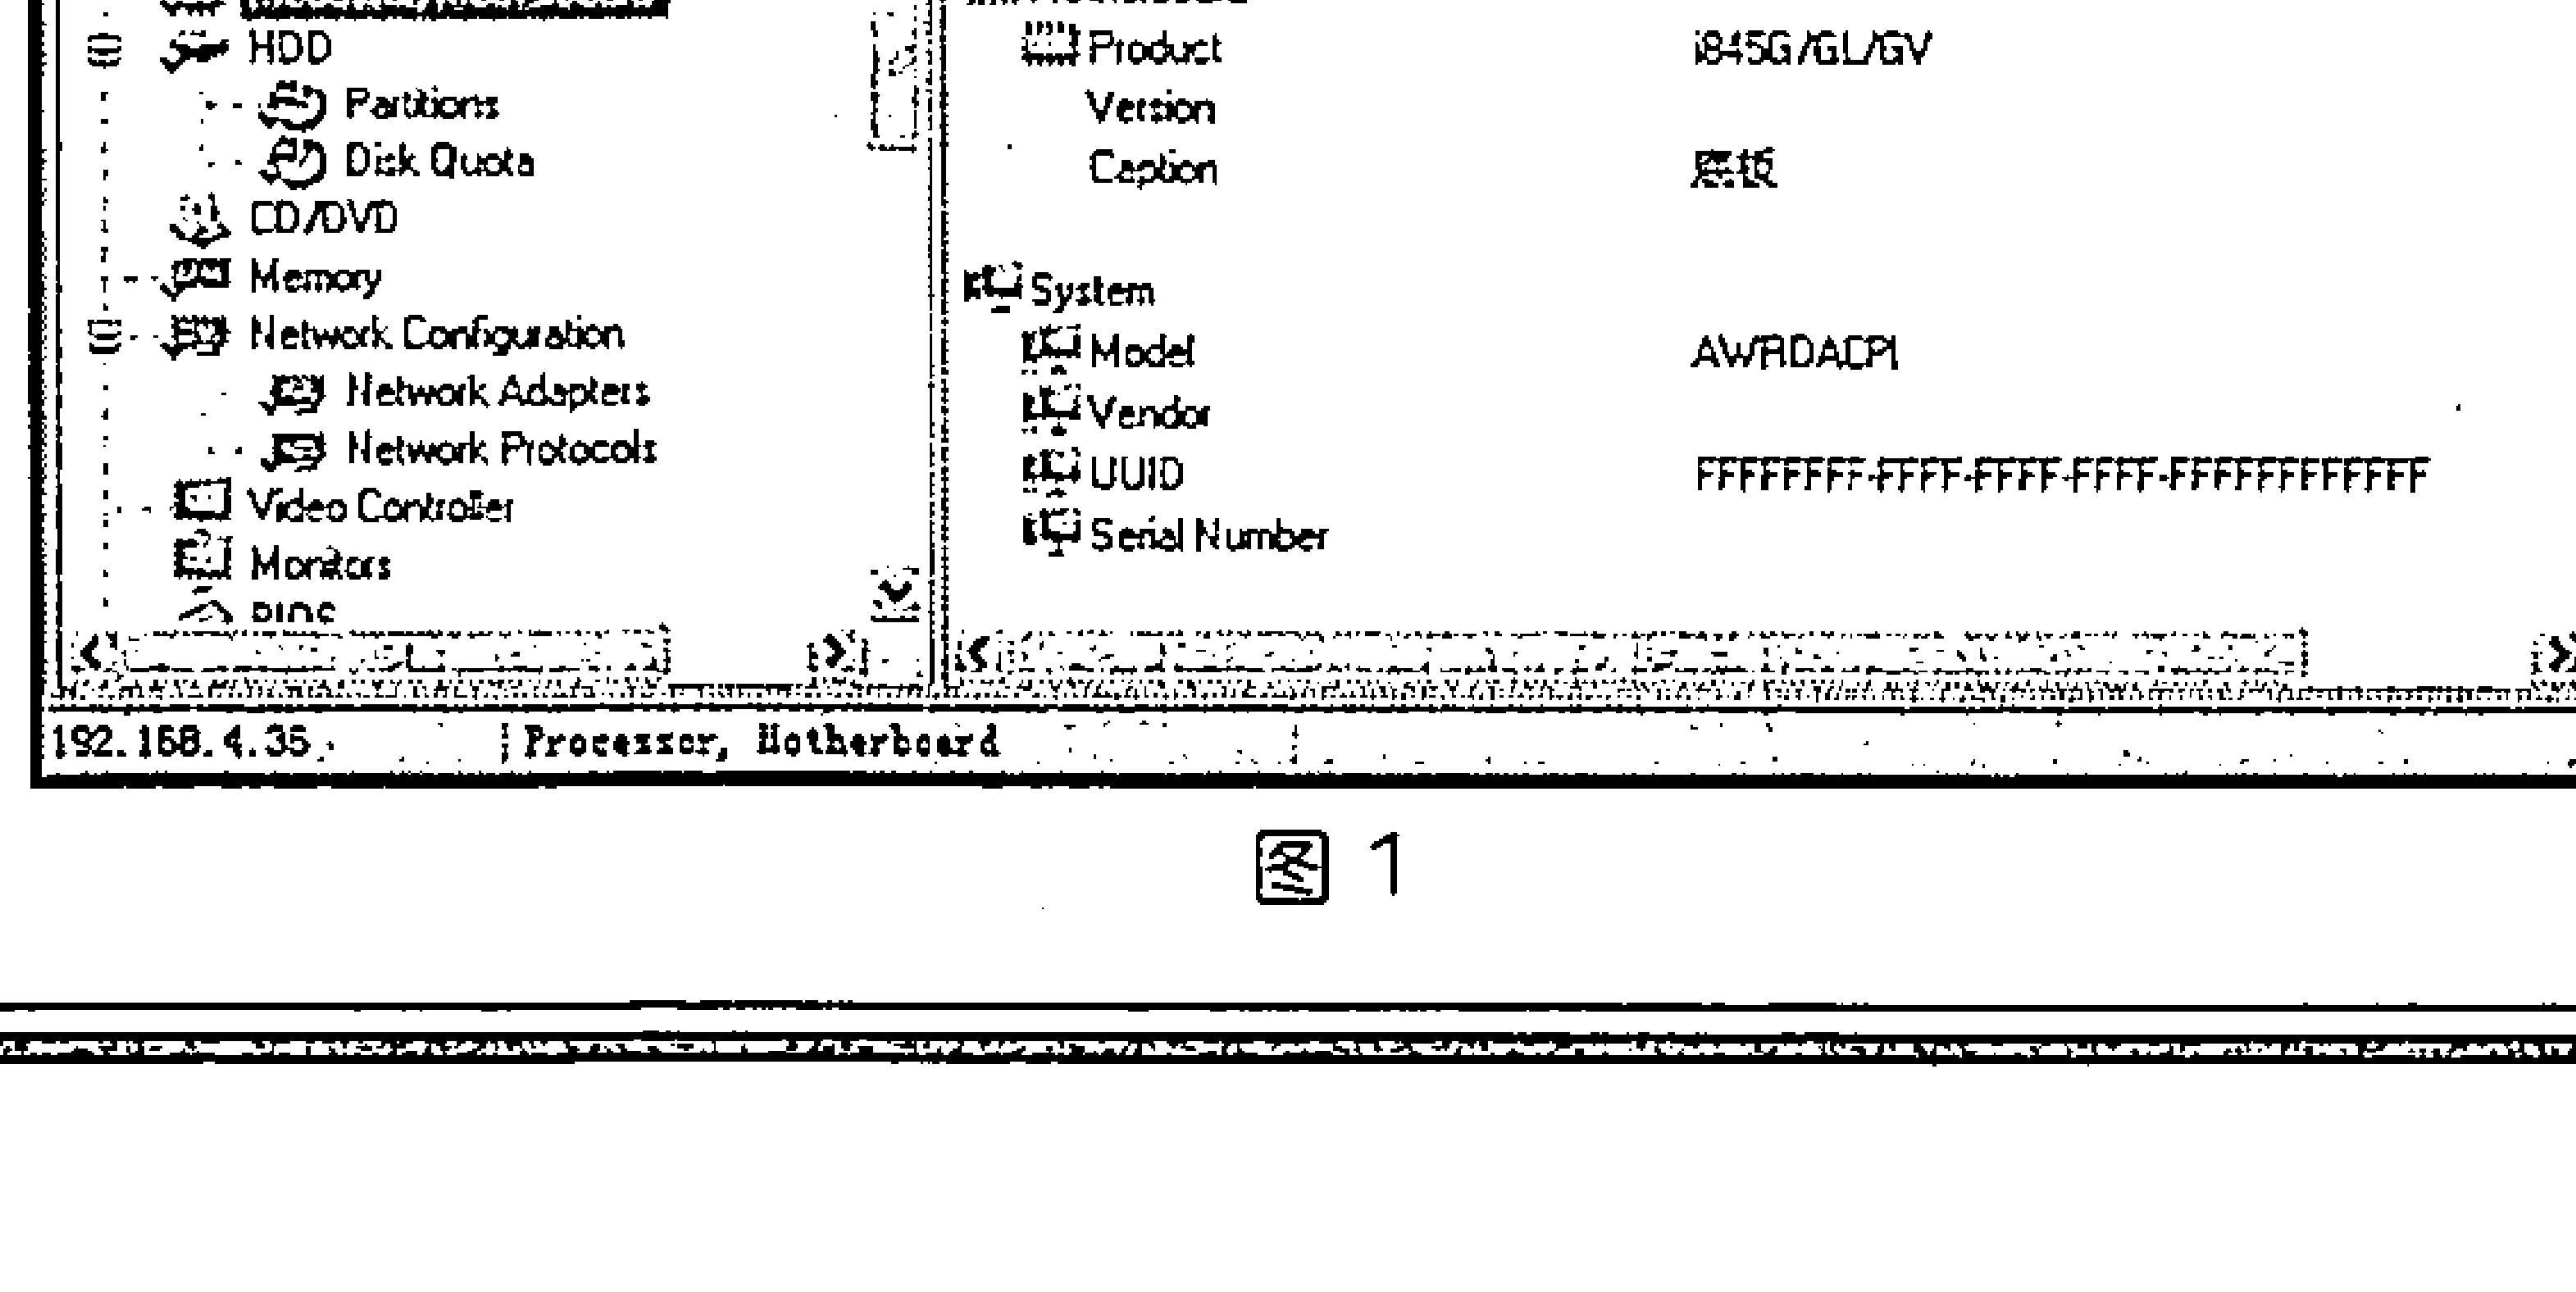 HDD
Partitions
Disk Quota
CD/DVD
Memory
Network Configuration
Network Adapters
Network Protocols
Video Controller
Monitors
Product i845G/GL/GV
Version
Caption 底板
System
Model AWRDACPI
Vendor
UUID FFFFFFFF-FFFF-FFFF-FFFF-FFFFFFFFFFFF
Serial Number
192.168.4.35 Processor, Motherboard
图 1